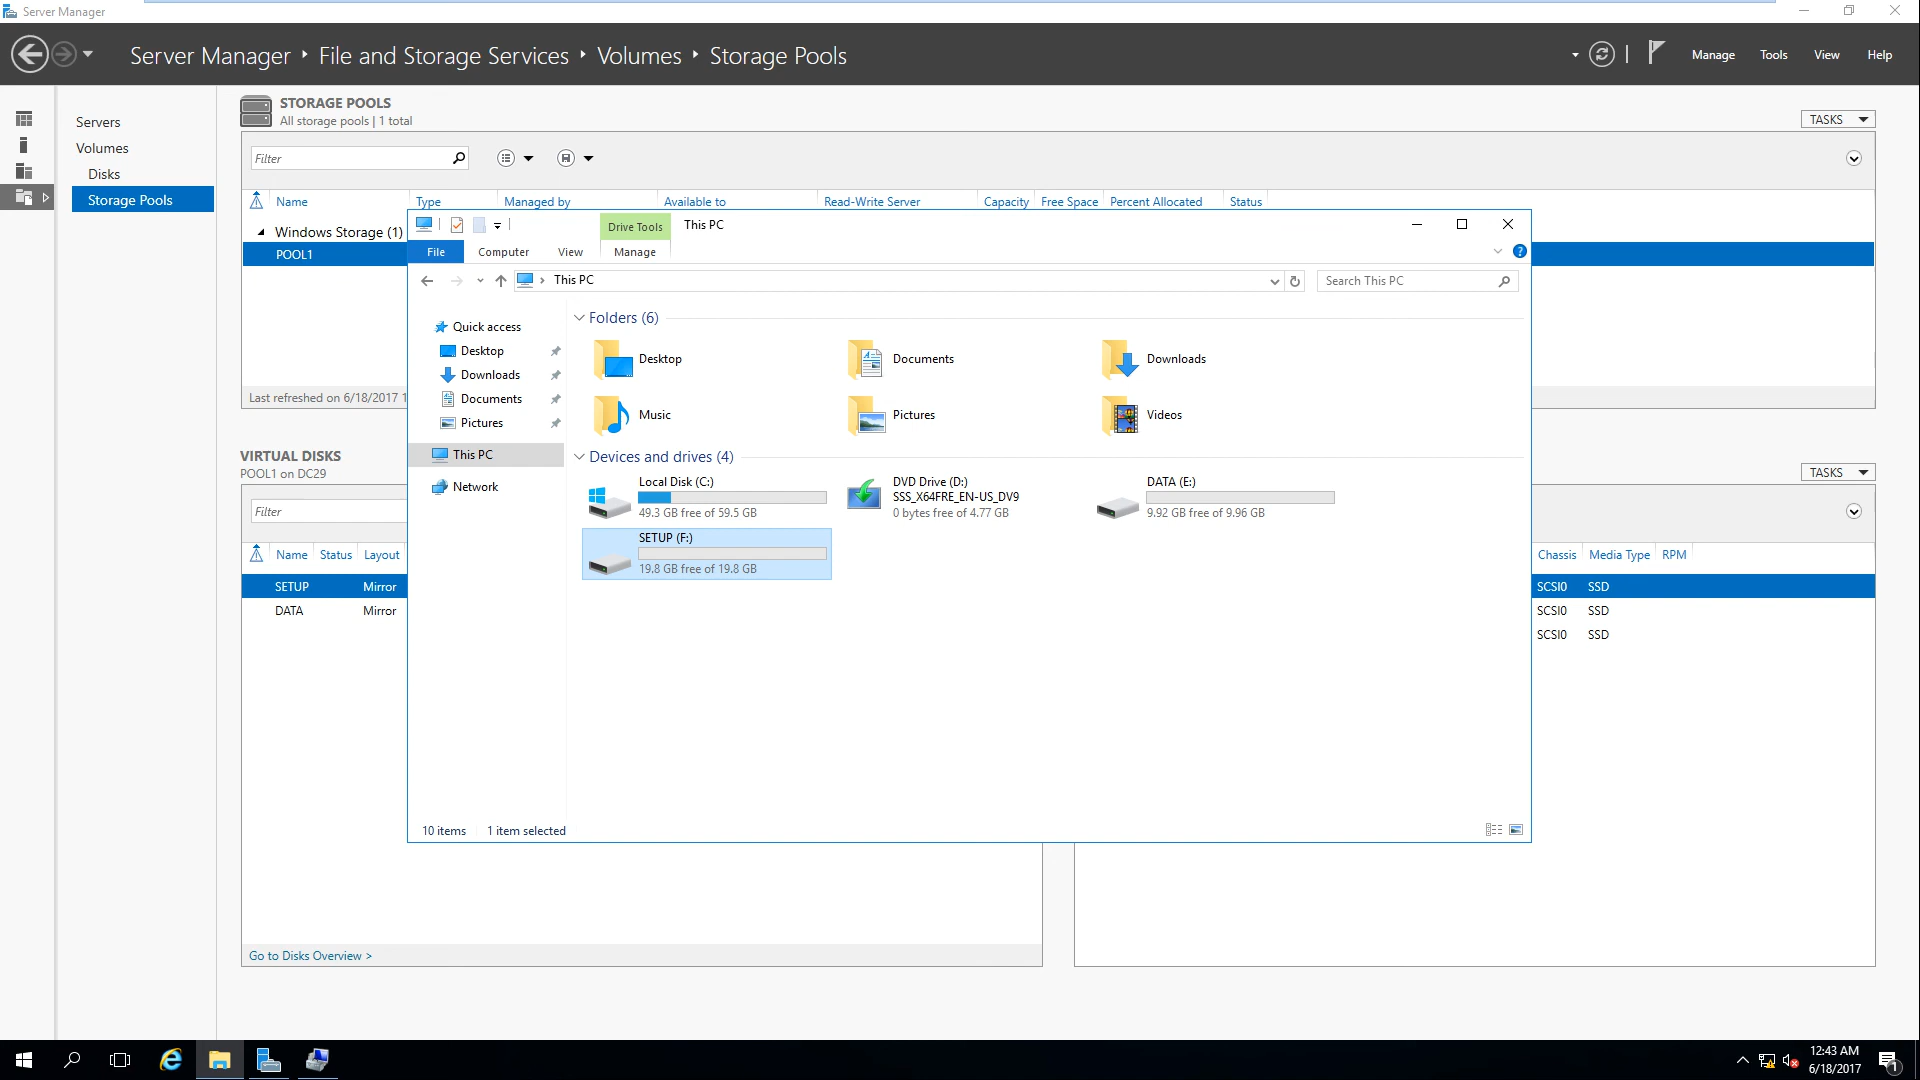 Server Manager
Server Manager ‣ File and Storage Services ‣ Volumes ‣ Storage Pools
Manage Tools View Help
Servers
Volumes
Disks
Storage Pools
STORAGE POOLS
All storage pools | 1 total
TASKS
Filter
Name Type Managed by Available to Read-Write Server Capacity Free Space Percent Allocated Status
Windows Storage (1)
POOL1
Last refreshed on 6/18/2017 1
VIRTUAL DISKS
POOL1 on DC29
TASKS
Filter
Name Status Layout
SETUP Mirror
DATA Mirror
Go to Disks Overview >
Chassis Media Type RPM
SCSI0 SSD
SCSI0 SSD
SCSI0 SSD
Drive Tools
This PC
File Computer View Manage
This PC
Search This PC
Quick access
Desktop
Downloads
Documents
Pictures
This PC
Network
Folders (6)
Desktop
Documents
Downloads
Music
Pictures
Videos
Devices and drives (4)
Local Disk (C:)
49.3 GB free of 59.5 GB
DVD Drive (D:)
SSS_X64FRE_EN-US_DV9
0 bytes free of 4.77 GB
DATA (E:)
9.92 GB free of 9.96 GB
SETUP (F:)
19.8 GB free of 19.8 GB
10 items 1 item selected
12:43 AM
6/18/2017
1